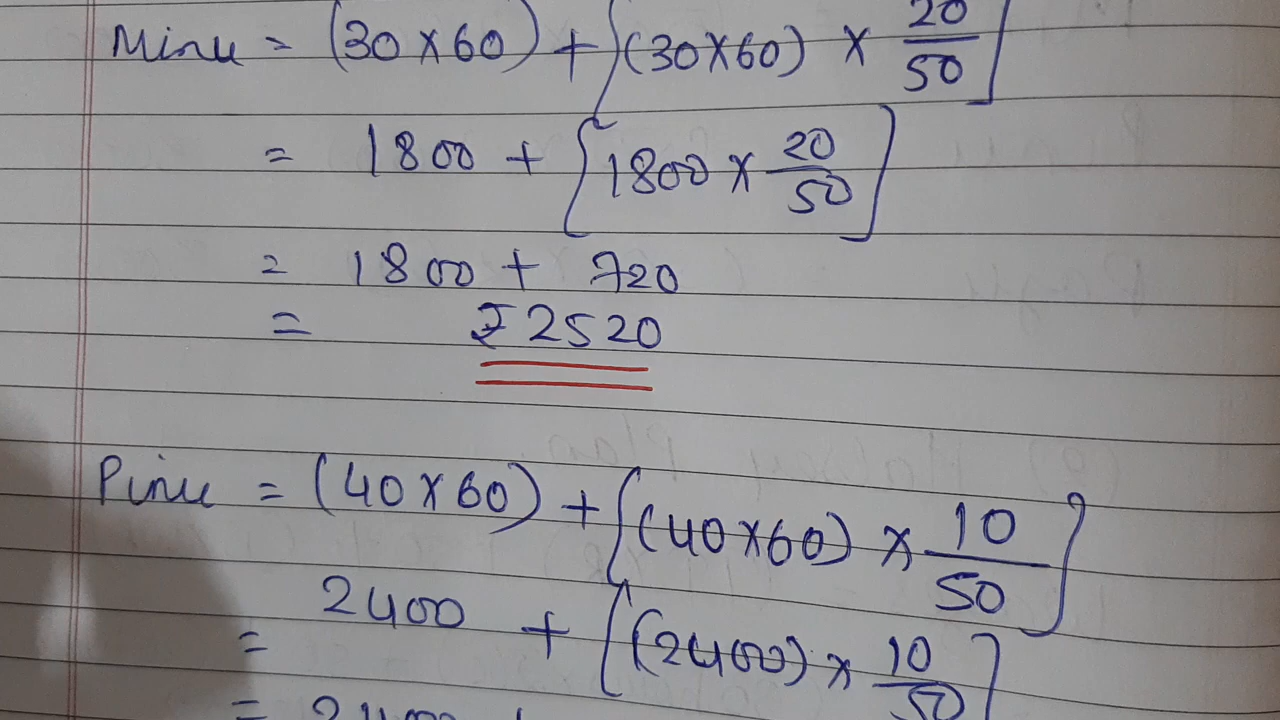 Minu = (30×60) + [(30×60) × 20/50]
= 1800 + [1800 × 20/50]
= 1800 + 720
= ₹2520
Pinu = (40×60) + [(40×60) × 10/50]
= 2400 + [(2400) × 10/50]
= 2400 +